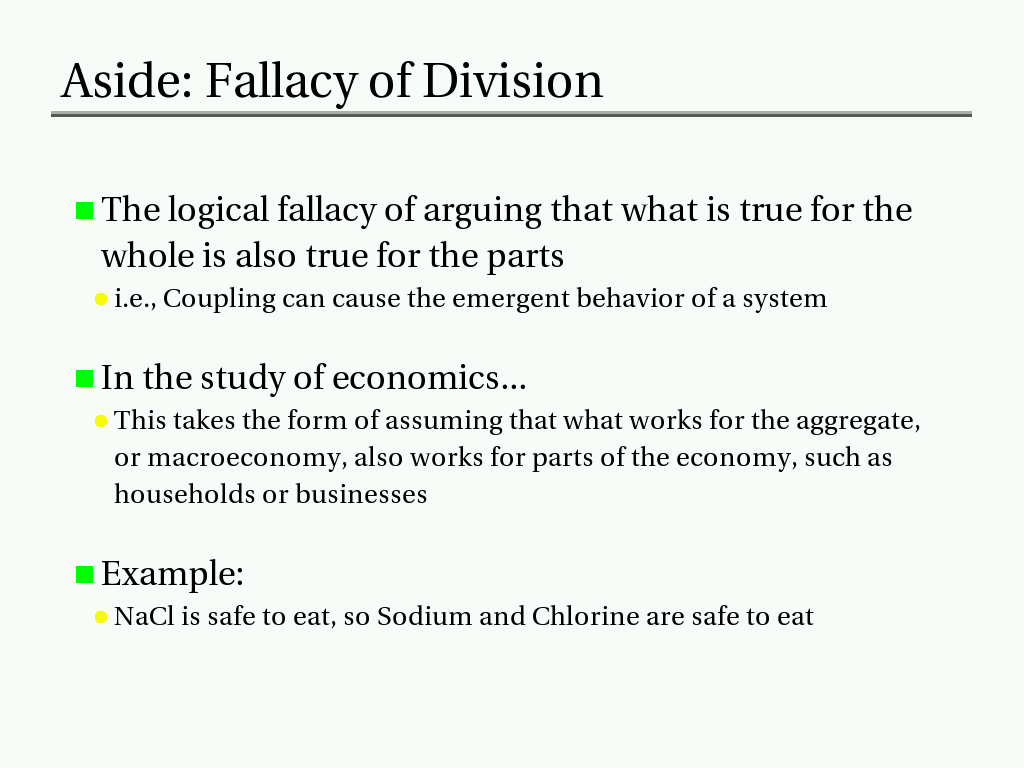 Aside: Fallacy of Division
The logical fallacy of arguing that what is true for the
whole is also true for the parts
i.e., Coupling can cause the emergent behavior of a system
In the study of economics...
This takes the form of assuming that what works for the aggregate,
or macroeconomy, also works for parts of the economy, such as
households or businesses
Example:
NaCl is safe to eat, so Sodium and Chlorine are safe to eat